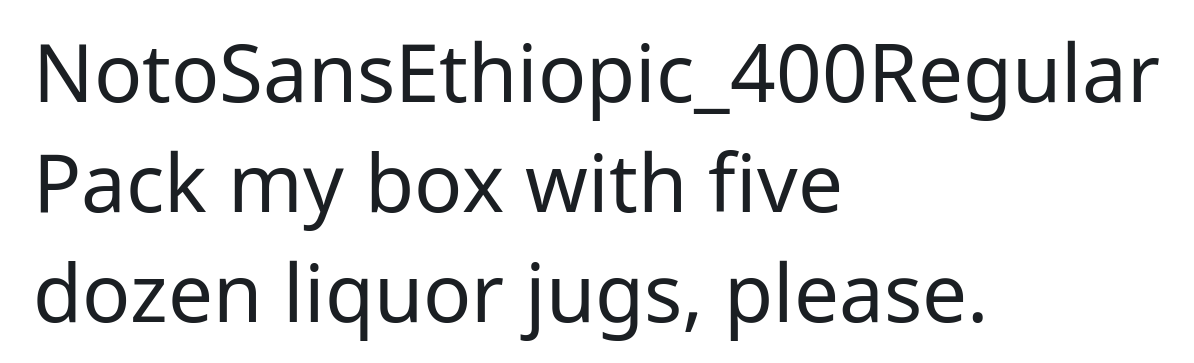 NotoSansEthiopic_400Regular
Pack my box with five
dozen liquor jugs, please.